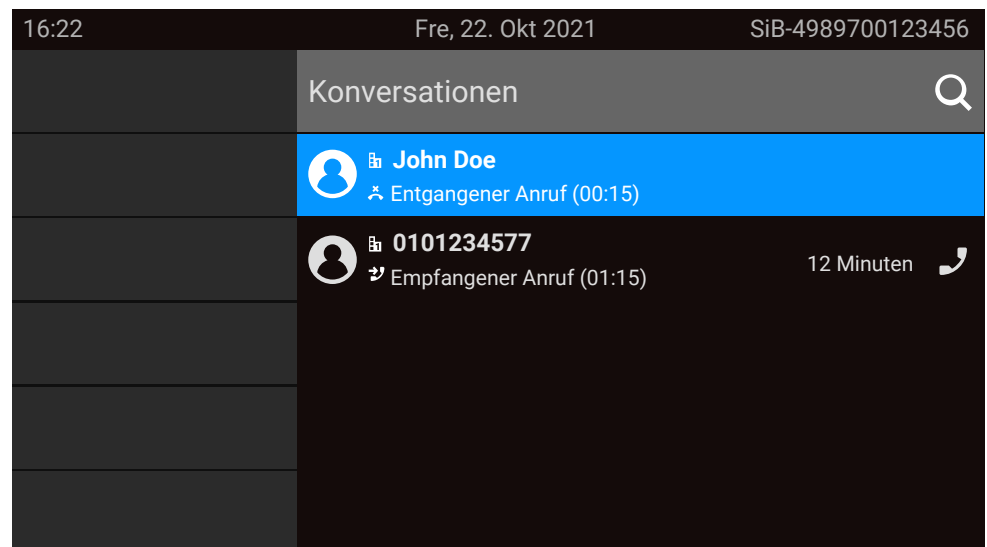 16:22 Fre, 22. Okt 2021 SiB-4989700123456
Konversationen
John Doe
Entgangener Anruf (00:15)
0101234577
Empfangener Anruf (01:15)
12 Minuten